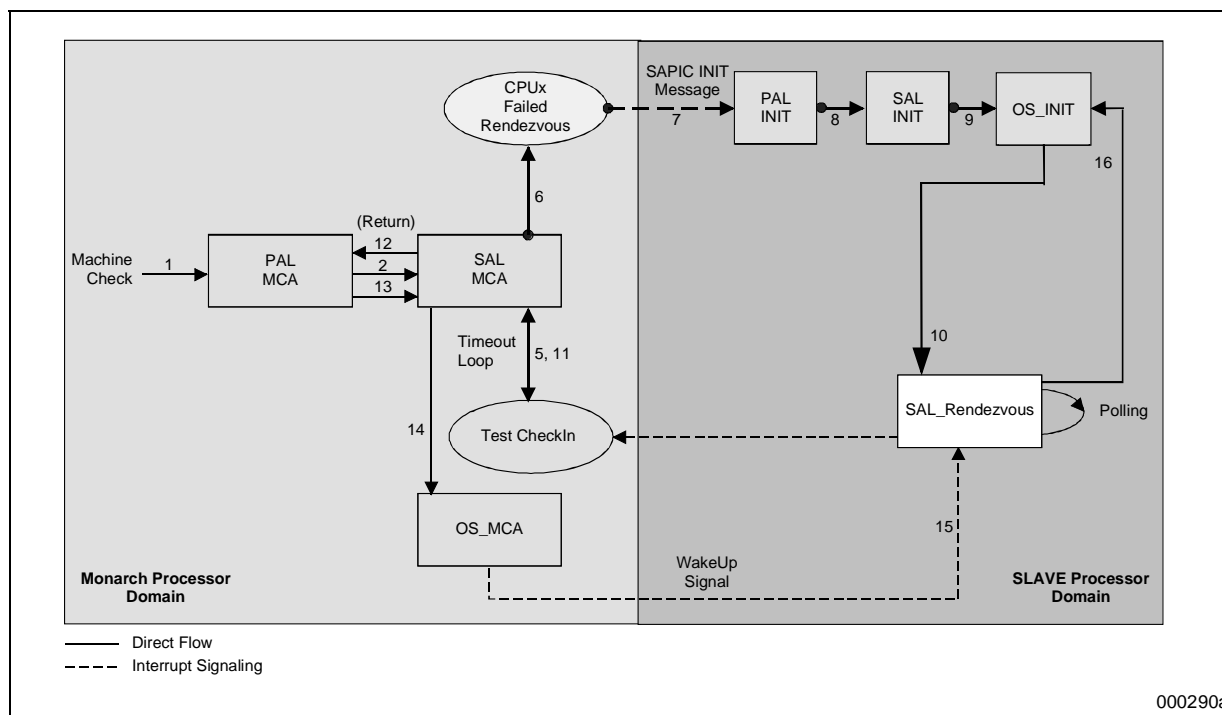 SAPIC INIT
Message
7
CPUx
Failed
Rendezvous
PAL
INIT
8
SAL
INIT
9
OS_INIT
16
6
(Return)
12
2
13
Machine
Check
1
PAL
MCA
SAL
MCA
Timeout
Loop
5, 11
10
SAL_Rendezvous
Polling
14
Test CheckIn
OS_MCA
15
WakeUp
Signal
Monarch Processor
Domain
SLAVE Processor
Domain
Direct Flow
Interrupt Signaling